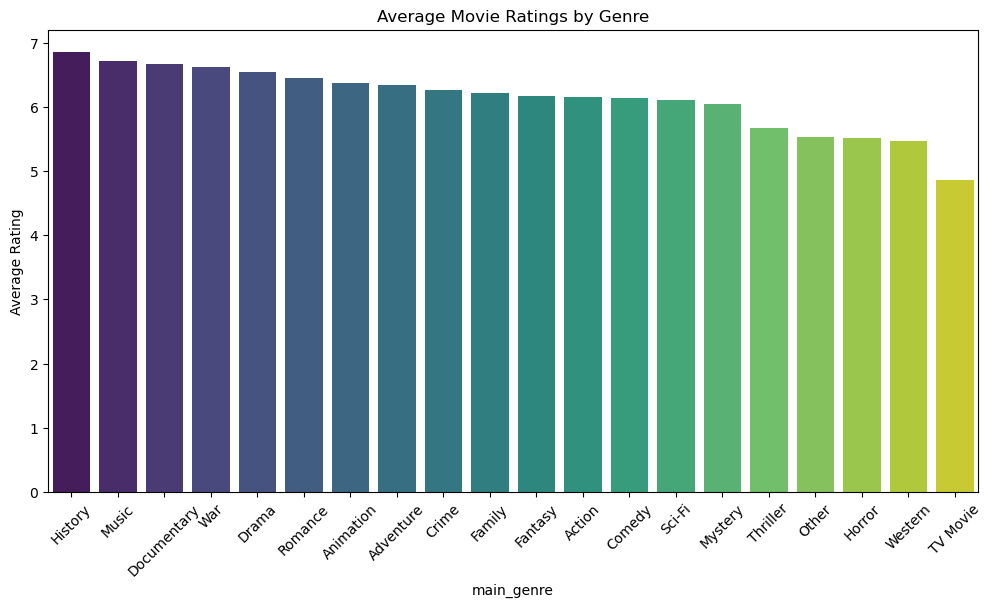 Average Movie Ratings by Genre
Average Rating
7
6
5
4
3
2
1
0
History
Music
Documentary
War
Drama
Romance
Animation
Adventure
Crime
Family
Fantasy
Action
Comedy
Sci-Fi
Mystery
Thriller
Other
Horror
Western
TV Movie
main_genre